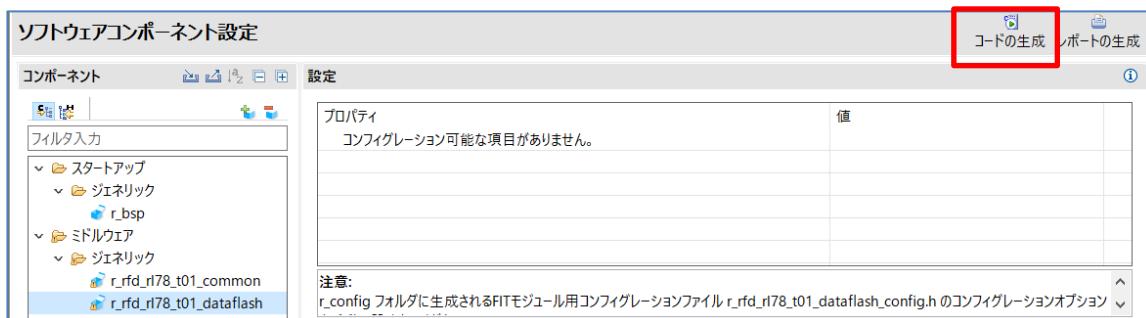 ソフトウェアコンポーネント設定
コードの生成 レポートの生成
コンポーネント
設定
フィルタ入力
スタートアップ
ジェネリック
r_bsp
ミドルウェア
ジェネリック
r_rfd_rl78_t01_common
r_rfd_rl78_t01_dataflash
プロパティ 値
コンフィグレーション可能な項目がありません。
注意:
r_config フォルダに生成されるFITモジュール用コンフィグレーションファイル r_rfd_rl78_t01_dataflash_config.h のコンフィグレーションオプション